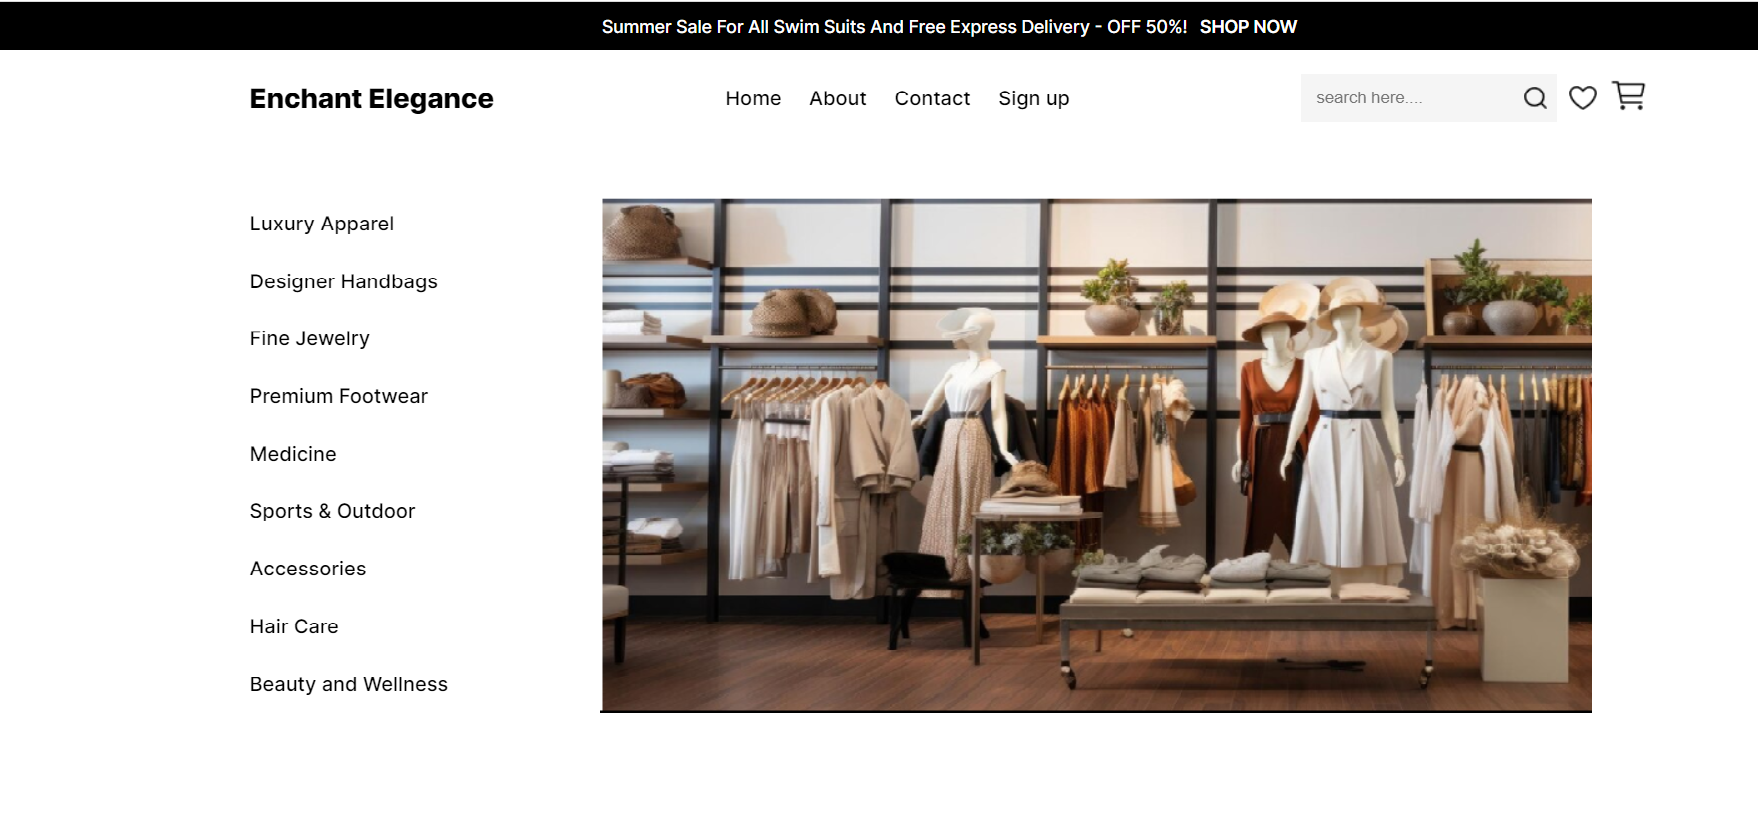 Summer Sale For All Swim Suits And Free Express Delivery - OFF 50%! SHOP NOW
Enchant Elegance
Home About Contact Sign up
search here....
Luxury Apparel
Designer Handbags
Fine Jewelry
Premium Footwear
Medicine
Sports & Outdoor
Accessories
Hair Care
Beauty and Wellness